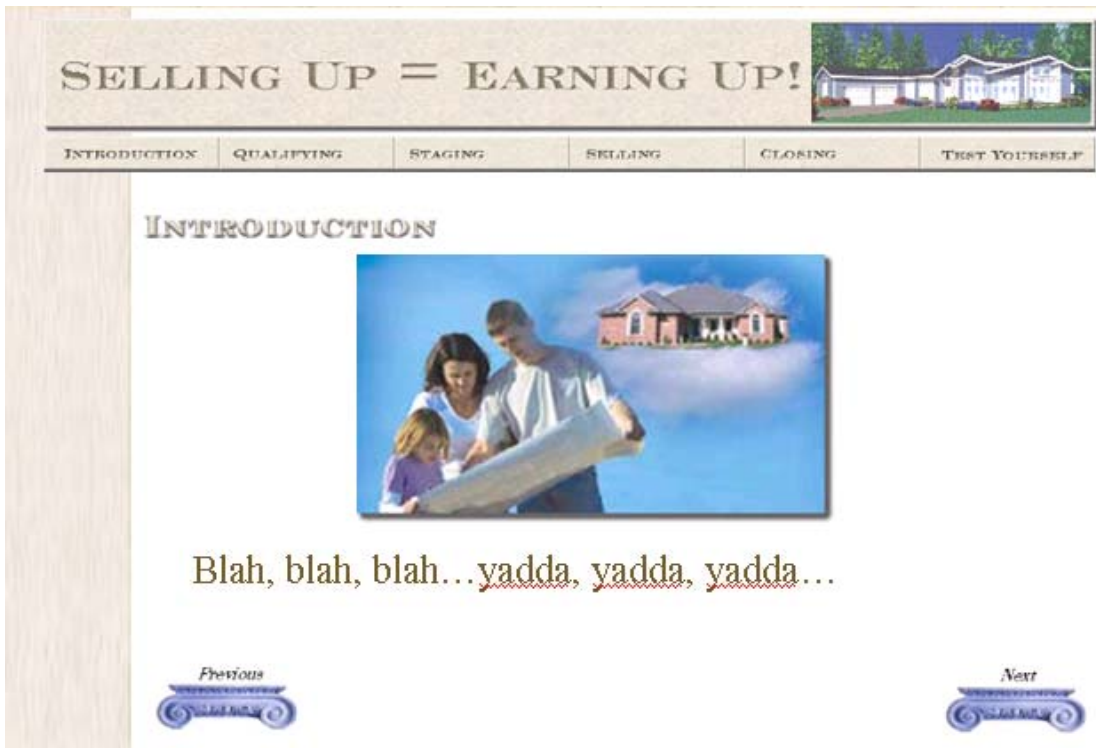 SELLING UP = EARNING UP!
INTRODUCTION QUALIFYING STAGING SELLING CLOSING TEST YOURSELF
INTRODUCTION
Blah, blah, blah…yadda, yadda, yadda…
Previous Next